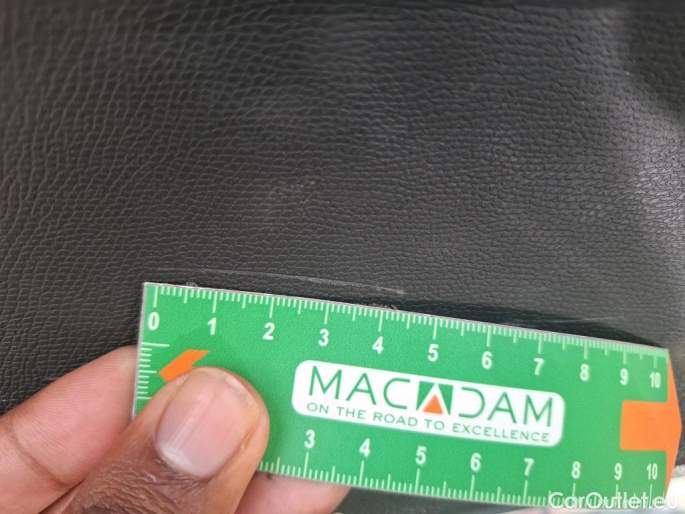 0 1 2 3 4 5 6 7 8 9 10
MACADAM
ON THE ROAD TO EXCELLENCE
3 4 5 6 7 8 9 10
CarOutlet.eu